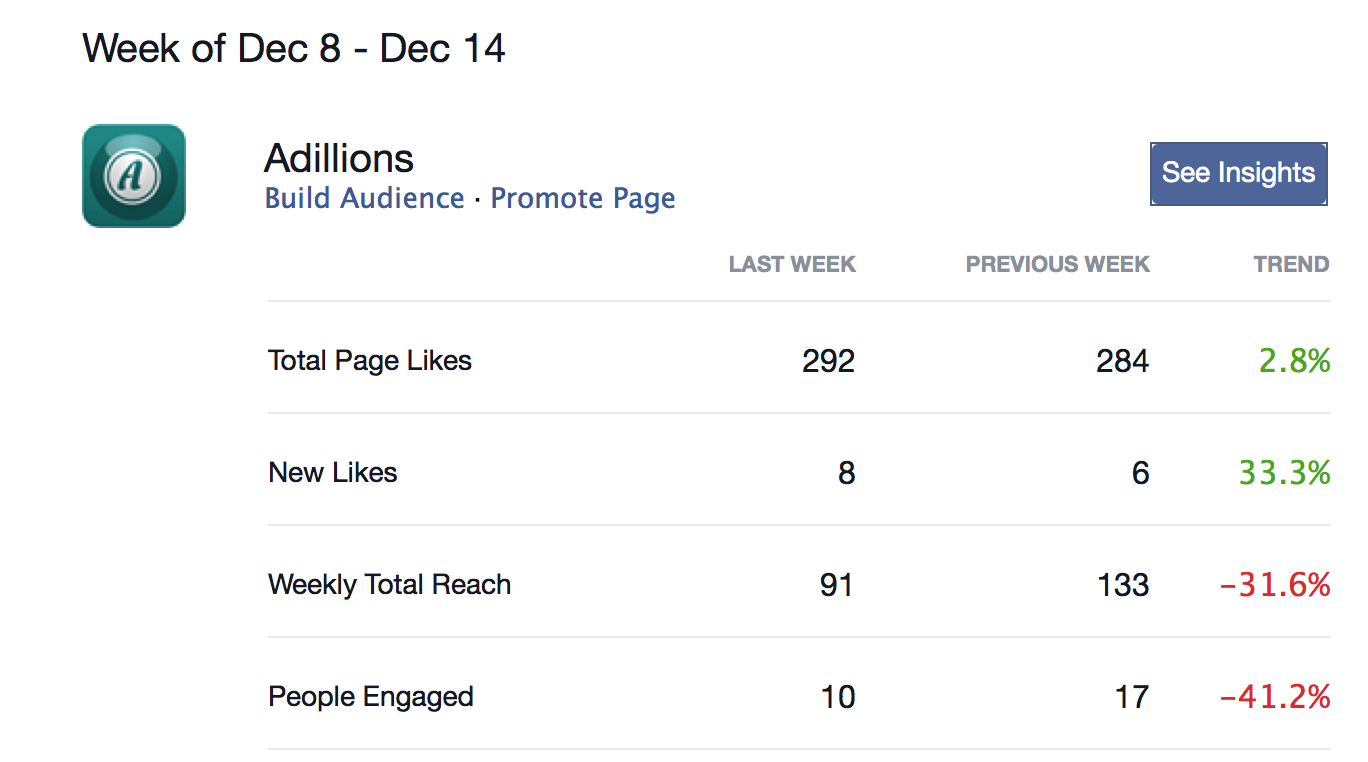 Week of Dec 8 - Dec 14
A
Adillions
Build Audience · Promote Page
See Insights
LAST WEEK PREVIOUS WEEK TREND
Total Page Likes 292 284 2.8%
New Likes 8 6 33.3%
Weekly Total Reach 91 133 -31.6%
People Engaged 10 17 -41.2%